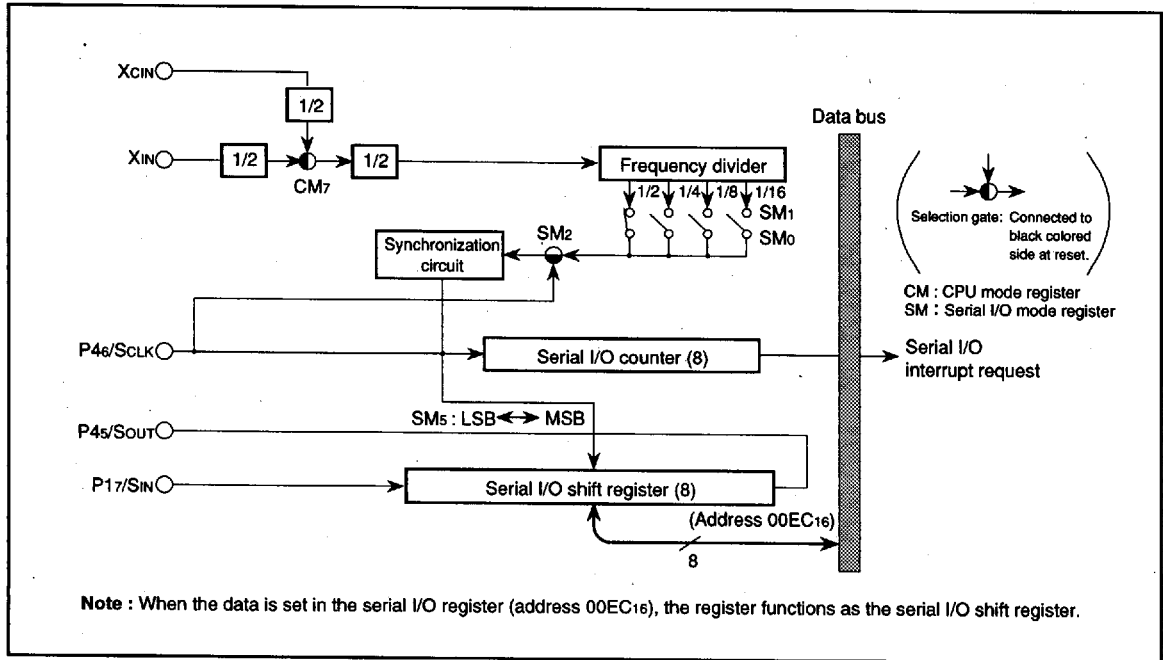 XCIN
1/2
Data bus
XIN
1/2
1/2
CM7
Frequency divider
1/2
1/4
1/8
1/16
SM1
SM0
SM2
Synchronization
circuit
Selection gate: Connected to
black colored
side at reset.
CM : CPU mode register
SM : Serial I/O mode register
P46/SCLK
Serial I/O counter (8)
Serial I/O
interrupt request
SM5 : LSB MSB
P45/SOUT
P17/SIN
Serial I/O shift register (8)
(Address 00EC16)
8
Note : When the data is set in the serial I/O register (address 00EC16), the register functions as the serial I/O shift register.